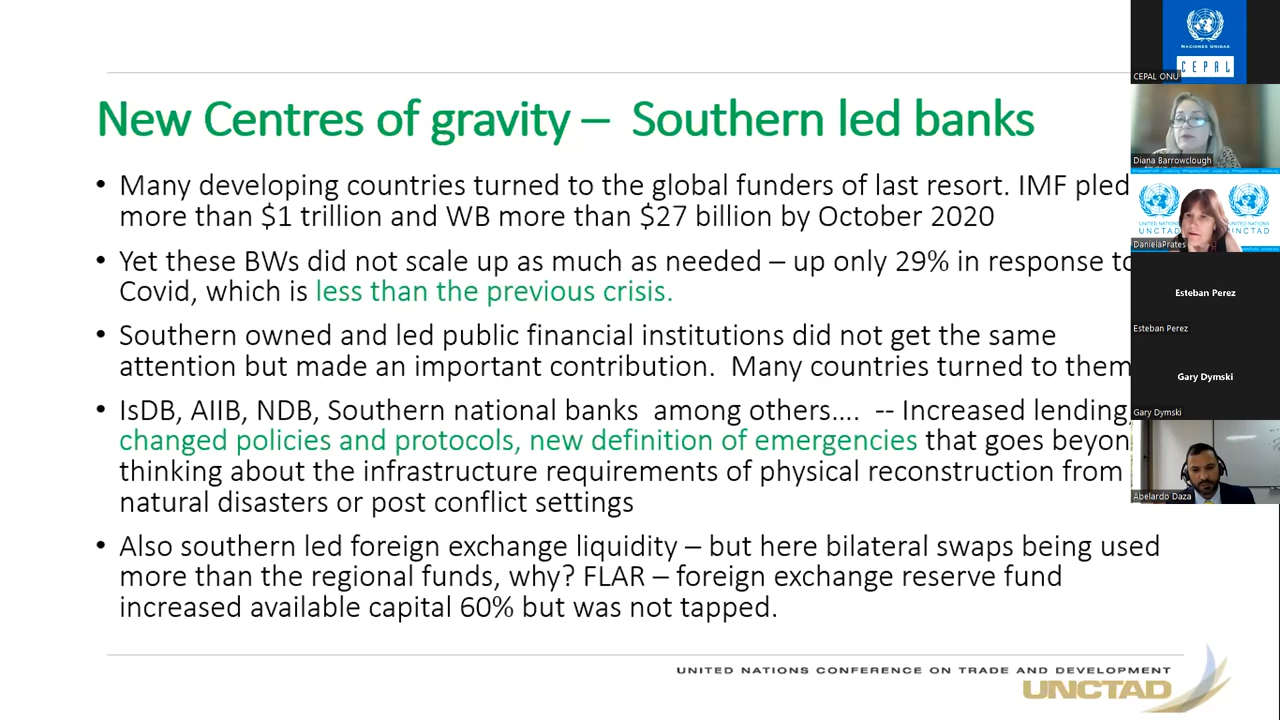 New Centres of gravity – Southern led banks
• Many developing countries turned to the global funders of last resort. IMF pled
more than $1 trillion and WB more than $27 billion by October 2020
• Yet these BWs did not scale up as much as needed – up only 29% in response to
Covid, which is less than the previous crisis.
• Southern owned and led public financial institutions did not get the same
attention but made an important contribution. Many countries turned to them
• IsDB, AIIB, NDB, Southern national banks among others.... -- Increased lending,
changed policies and protocols, new definition of emergencies that goes beyon
thinking about the infrastructure requirements of physical reconstruction from
natural disasters or post conflict settings
• Also southern led foreign exchange liquidity – but here bilateral swaps being used
more than the regional funds, why? FLAR – foreign exchange reserve fund
increased available capital 60% but was not tapped.
UNITED NATIONS CONFERENCE ON TRADE AND DEVELOPMENT
UNCTAD
NACIONES UNIDAS
CEPAL
CEPAL ONU
Diana Barrowclough
UNITED NATIONS
UNCTAD
UNITED NATIONS
UNCTAD
DanielaPrates
Esteban Perez
Esteban Perez
Gary Dymski
Gary Dymski
Abelardo Daza